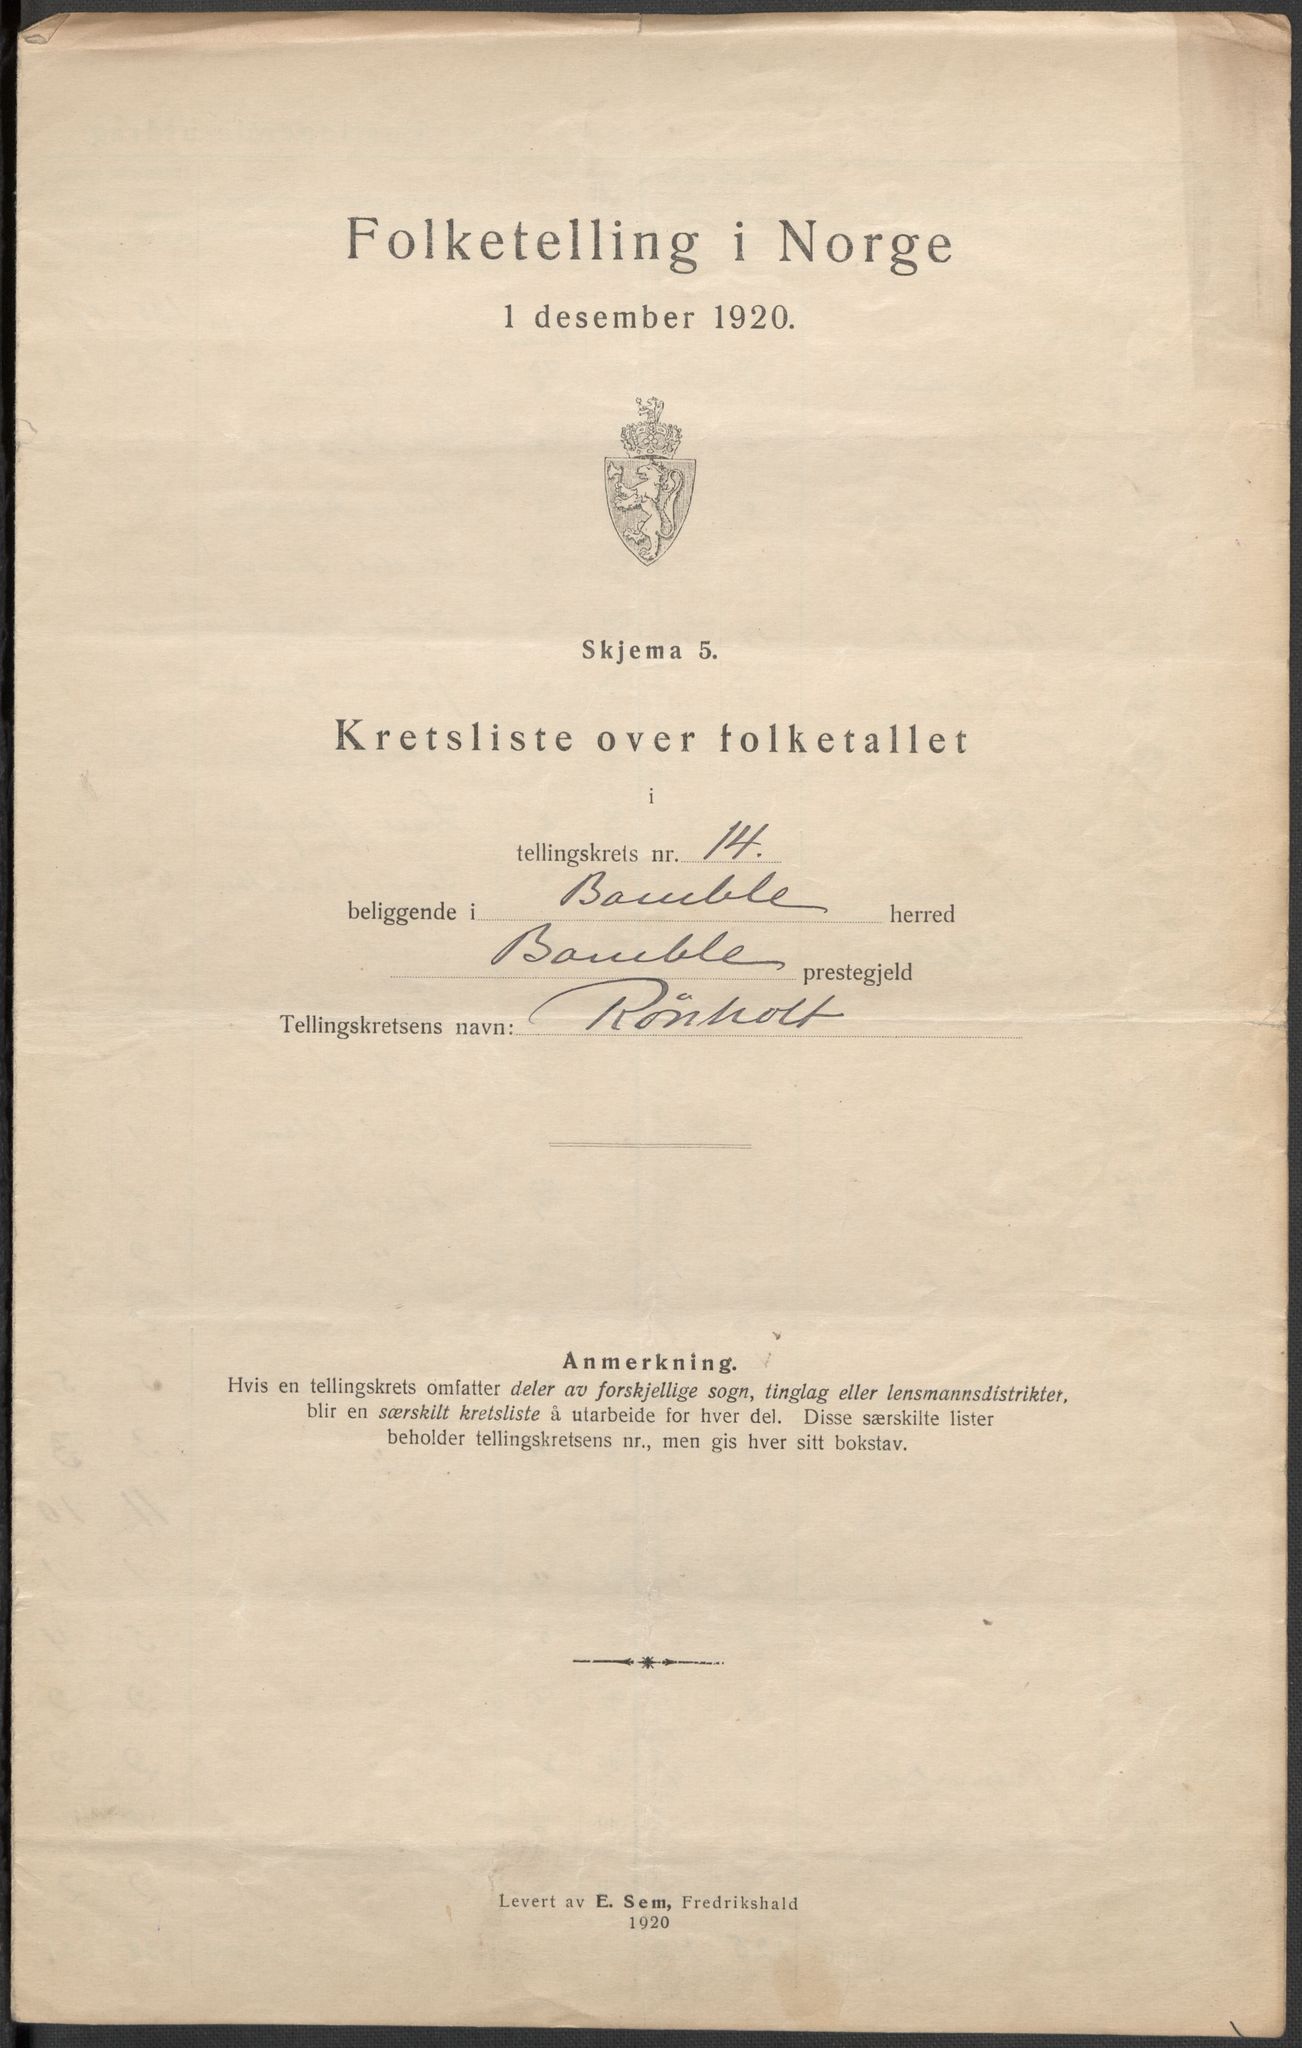 Folketelling i Norge
1 desember 1920.
Skjema 5.
Kretsliste over folketallet
i
tellingskrets nr. 14.
beliggende i Bamble herred
Bamble prestegjeld
Tellingskretsens navn: Rönholt
Anmerkning.
Hvis en tellingskrets omfatter deler av forskjellige sogn, tinglag eller lensmannsdistrikter,
blir en særskilt kretsliste å utarbeide for hver del. Disse særskilte lister
beholder tellingskretsens nr., men gis hver sitt bokstav.
Levert av E. Sem, Fredrikshald
1920